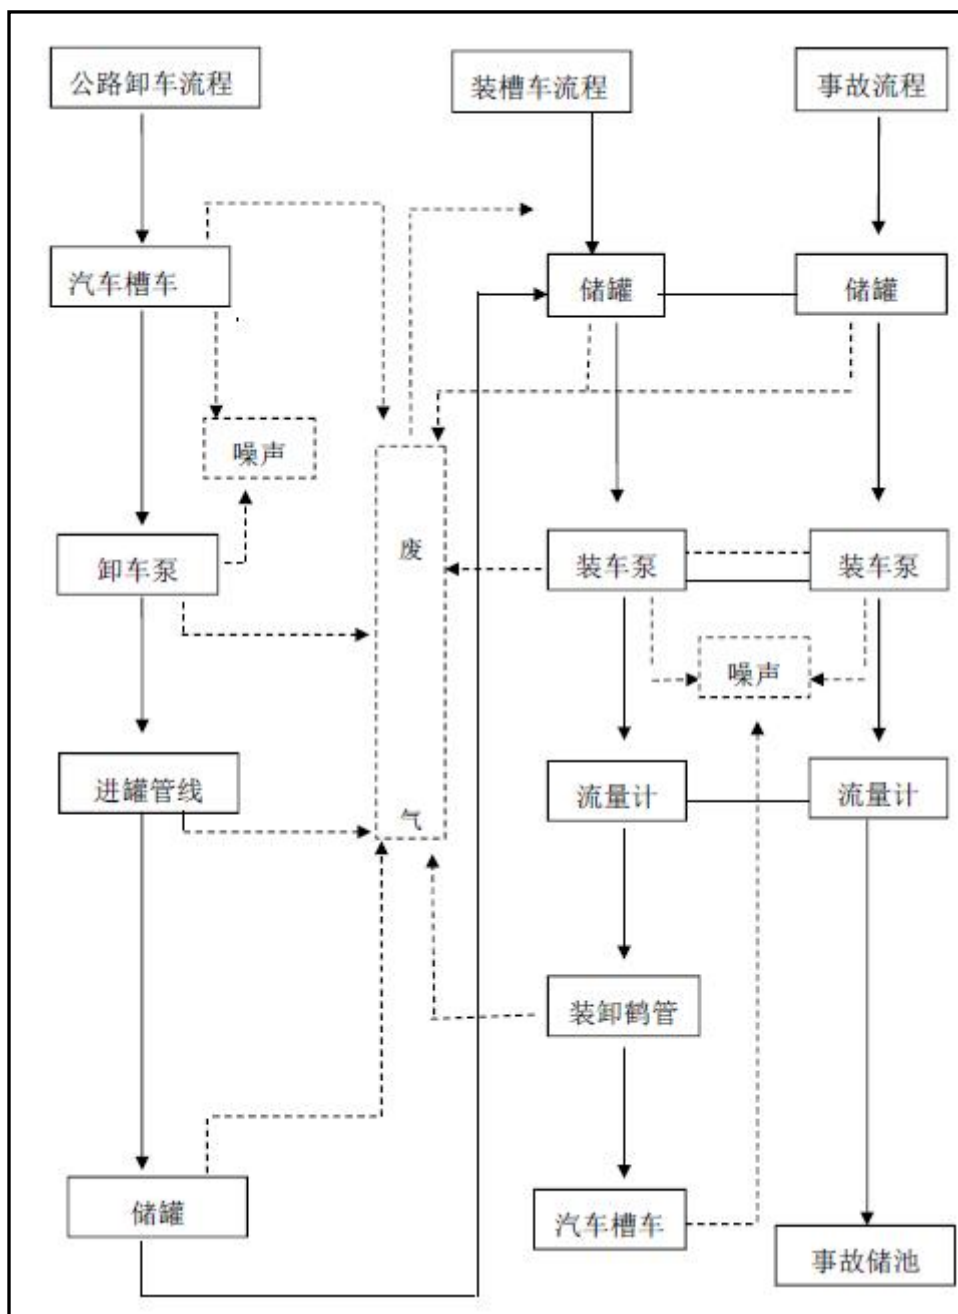 公路卸车流程
装槽车流程
事故流程
汽车槽车
储罐
储罐
噪声
废
气
卸车泵
装车泵
装车泵
噪声
进罐管线
流量计
流量计
装卸鹤管
储罐
汽车槽车
事故储池